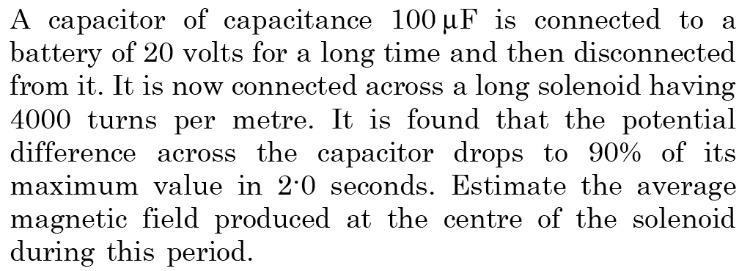 A capacitor of capacitance 100 μF is connected to a
battery of 20 volts for a long time and then disconnected
from it. It is now connected across a long solenoid having
4000 turns per metre. It is found that the potential
difference across the capacitor drops to 90% of its
maximum value in 2·0 seconds. Estimate the average
magnetic field produced at the centre of the solenoid
during this period.